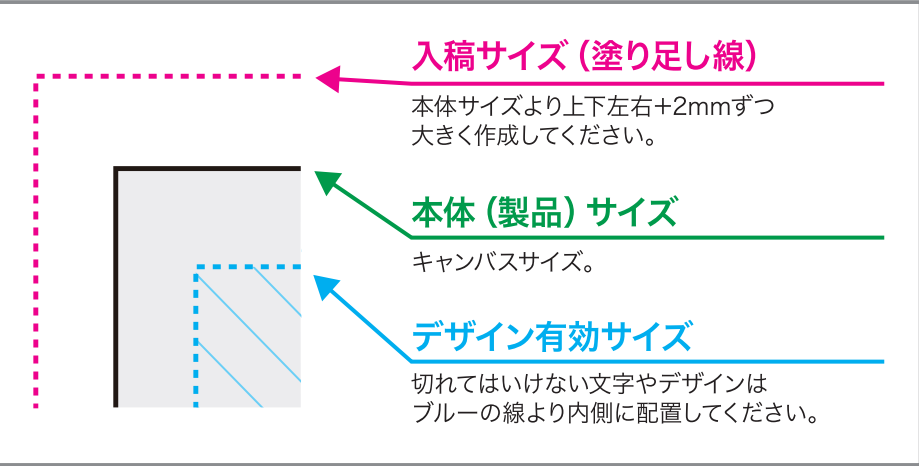 入稿サイズ（塗り足し線）
本体サイズより上下左右+2mmずつ
大きく作成してください。
本体（製品）サイズ
キャンバスサイズ。
デザイン有効サイズ
切れてはいけない文字やデザインは
ブルーの線より内側に配置してください。